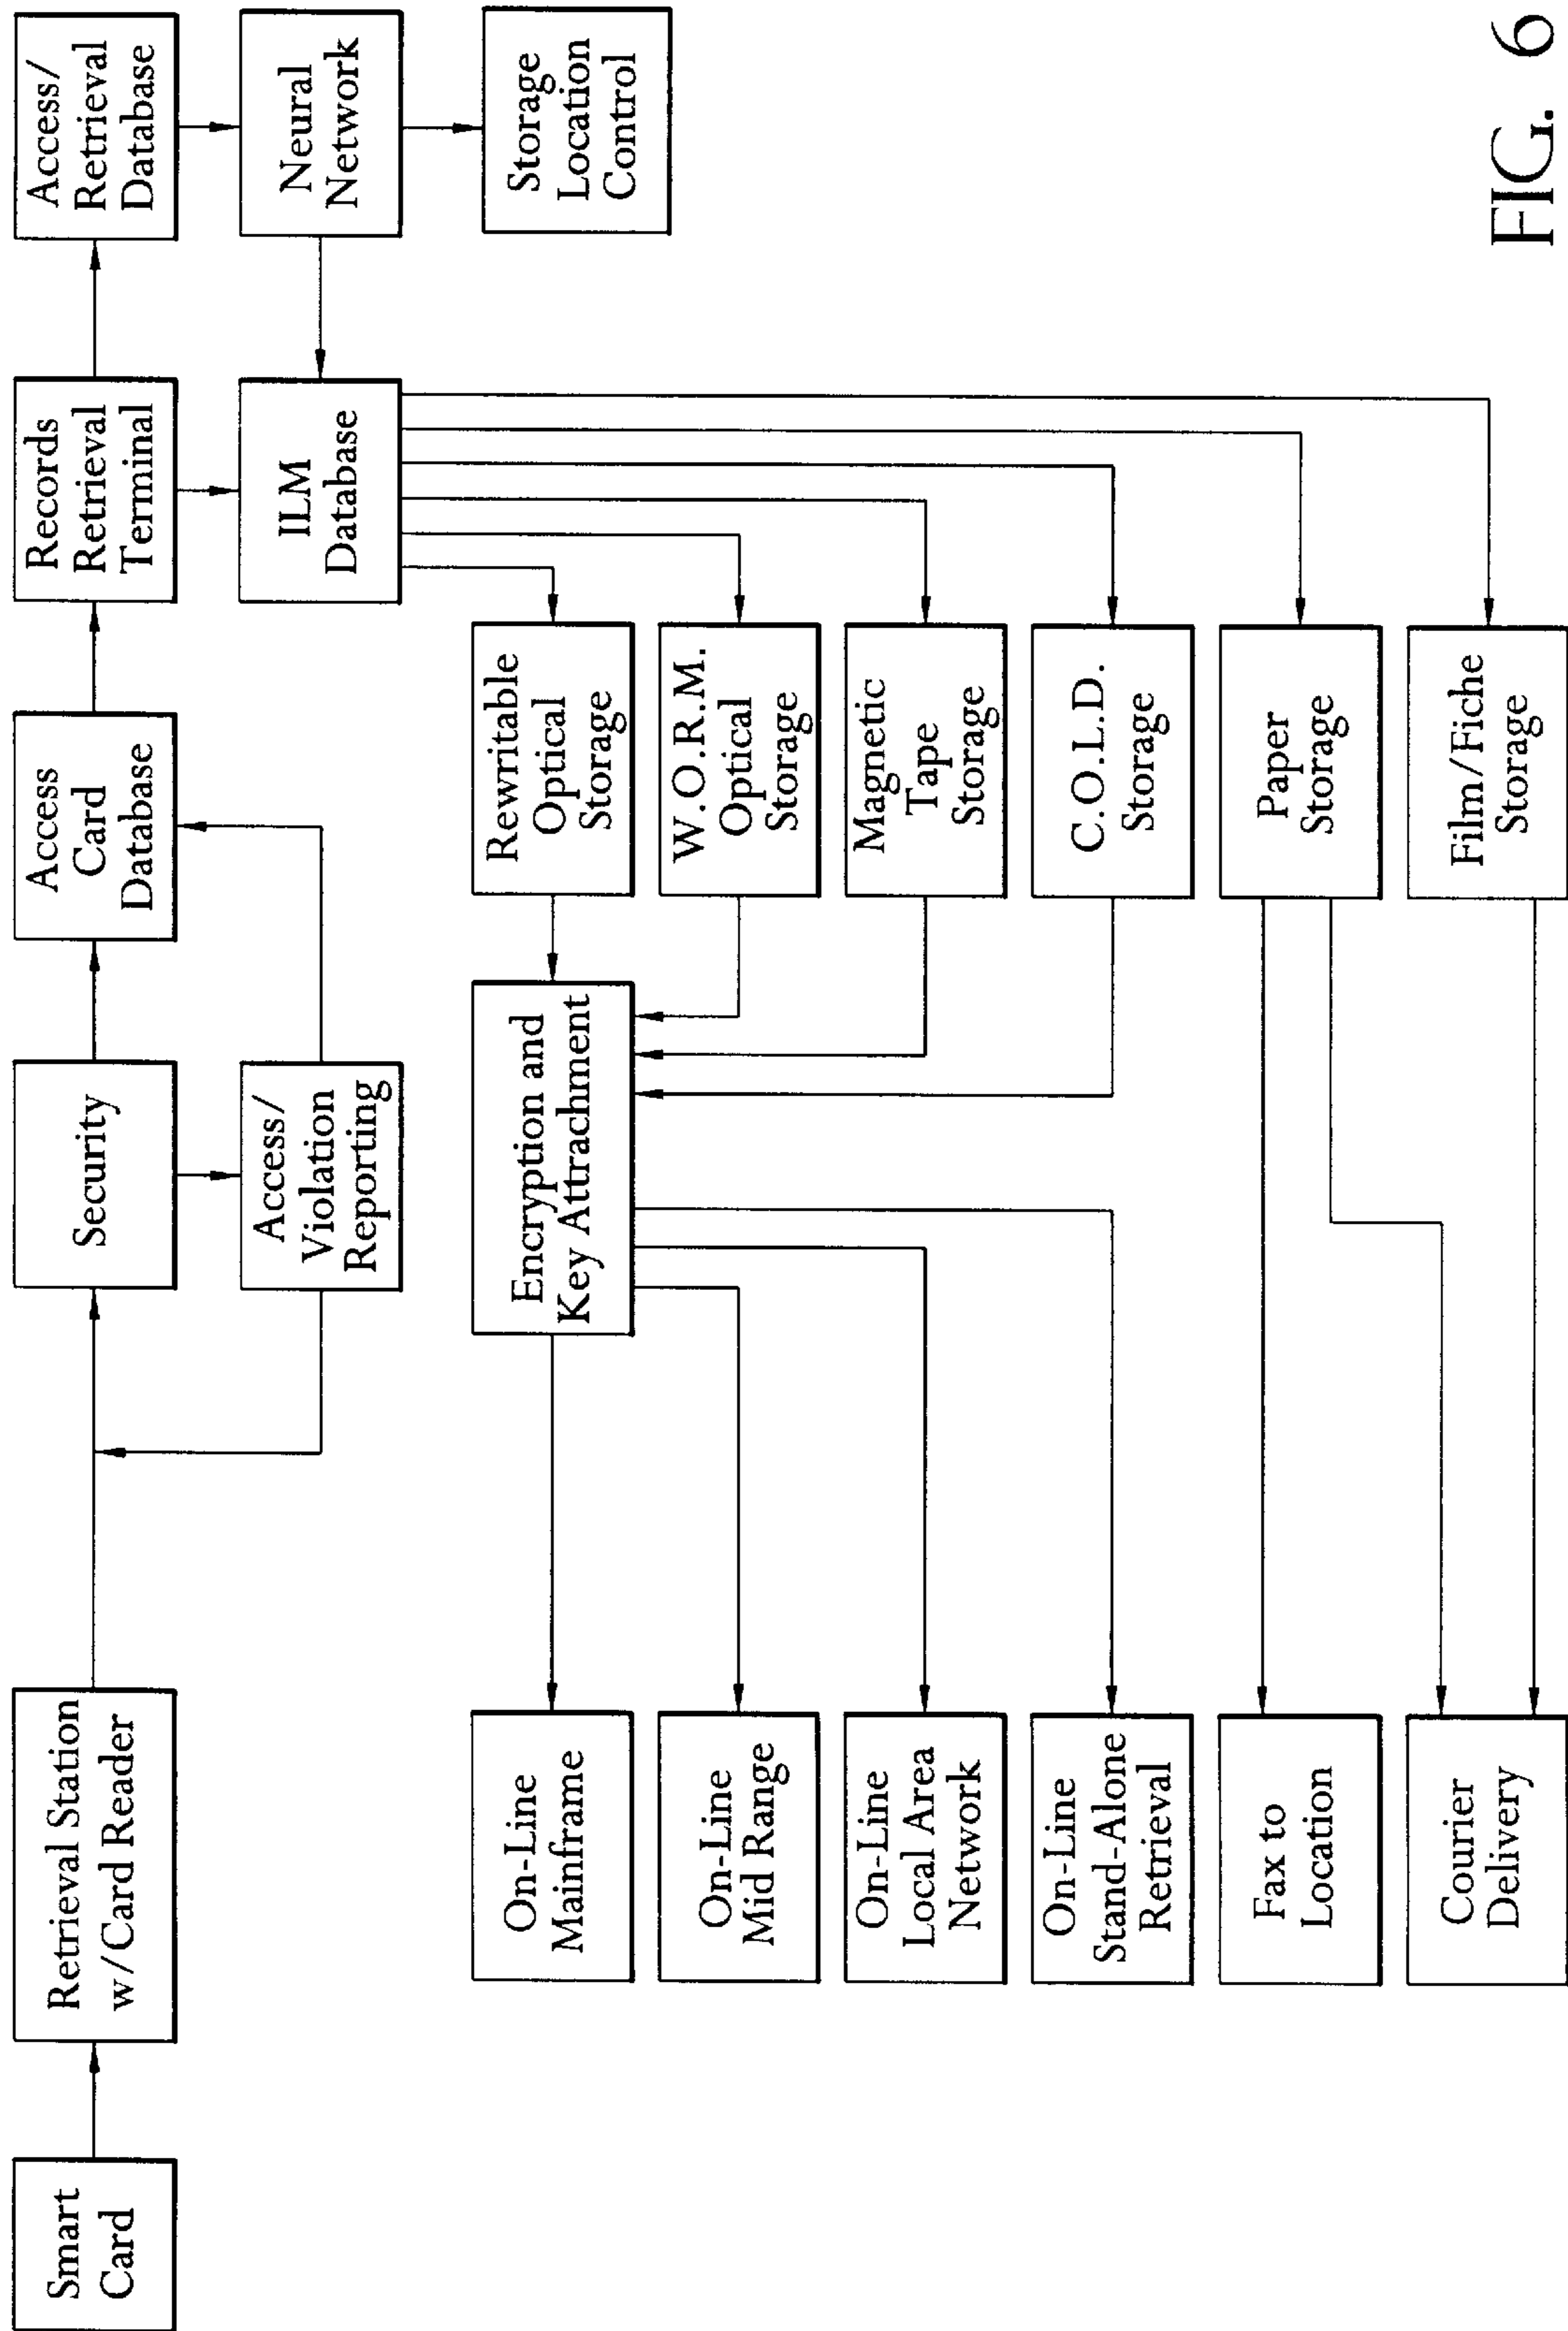 Smart
Card
Retrieval Station
w/Card Reader
Security
Access
Card
Database
Records
Retrieval
Terminal
Access/
Retrieval
Database
Access/
Violation
Reporting
ILM
Database
Neural
Network
Storage
Location
Control
Encryption and
Key Attachment
Rewritable
Optical
Storage
W.O.R.M.
Optical
Storage
Magnetic
Tape
Storage
C.O.L.D.
Storage
Paper
Storage
Film/Fiche
Storage
On-Line
Mainframe
On-Line
Mid Range
On-Line
Local Area
Network
On-Line
Stand-Alone
Retrieval
Fax to
Location
Courier
Delivery
FIG. 6